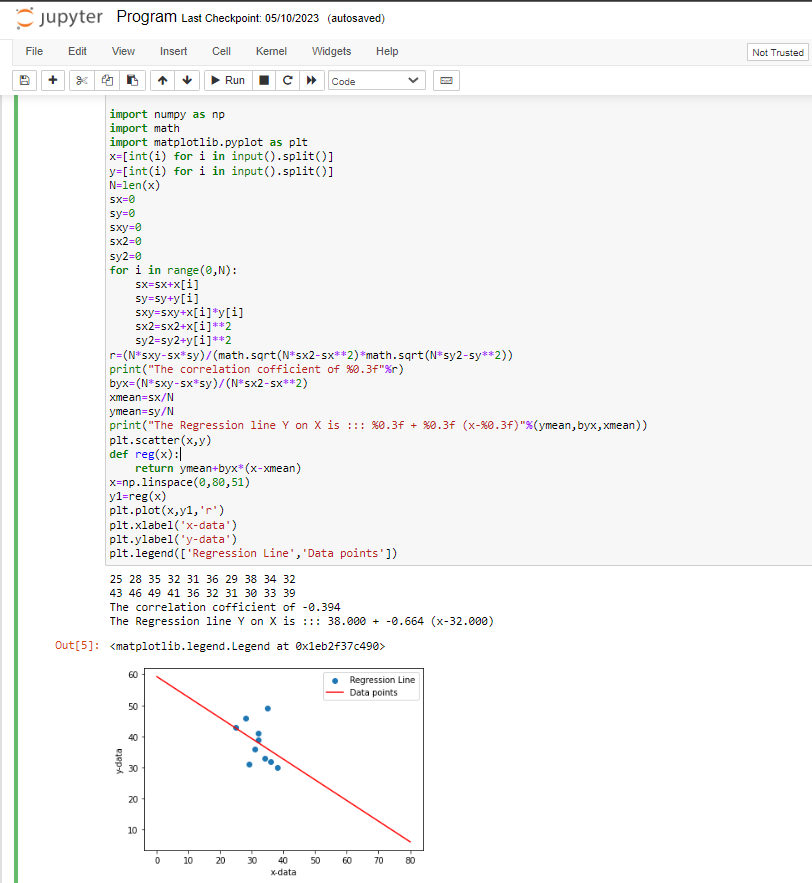 jupyter Program Last Checkpoint: 05/10/2023 (autosaved)
File Edit View Insert Cell Kernel Widgets Help Not Trusted
Run Code
import numpy as np
import math
import matplotlib.pyplot as plt
x=[int(i) for i in input().split()]
y=[int(i) for i in input().split()]
N=len(x)
sx=0
sy=0
sxy=0
sx2=0
sy2=0
for i in range(0,N):
    sx=sx+x[i]
    sy=sy+y[i]
    sxy=sxy+x[i]*y[i]
    sx2=sx2+x[i]**2
    sy2=sy2+y[i]**2
r=(N*sxy-sx*sy)/(math.sqrt(N*sx2-sx**2)*math.sqrt(N*sy2-sy**2))
print("The correlation cofficient of %0.3f"%r)
byx=(N*sxy-sx*sy)/(N*sx2-sx**2)
xmean=sx/N
ymean=sy/N
print("The Regression line Y on X is ::: %0.3f + %0.3f (x-%0.3f)"%(ymean,byx,xmean))
plt.scatter(x,y)
def reg(x):
    return ymean+byx*(x-xmean)
x=np.linspace(0,80,51)
y1=reg(x)
plt.plot(x,y1,'r')
plt.xlabel('x-data')
plt.ylabel('y-data')
plt.legend(['Regression Line','Data points'])
25 28 35 32 31 36 29 38 34 32
43 46 49 41 36 32 31 30 33 39
The correlation cofficient of -0.394
The Regression line Y on X is ::: 38.000 + -0.664 (x-32.000)
Out[5]: <matplotlib.legend.Legend at 0x1eb2f37c490>
Regression Line
Data points
60
50
40
30
20
10
y-data
0 10 20 30 40 50 60 70 80
x-data